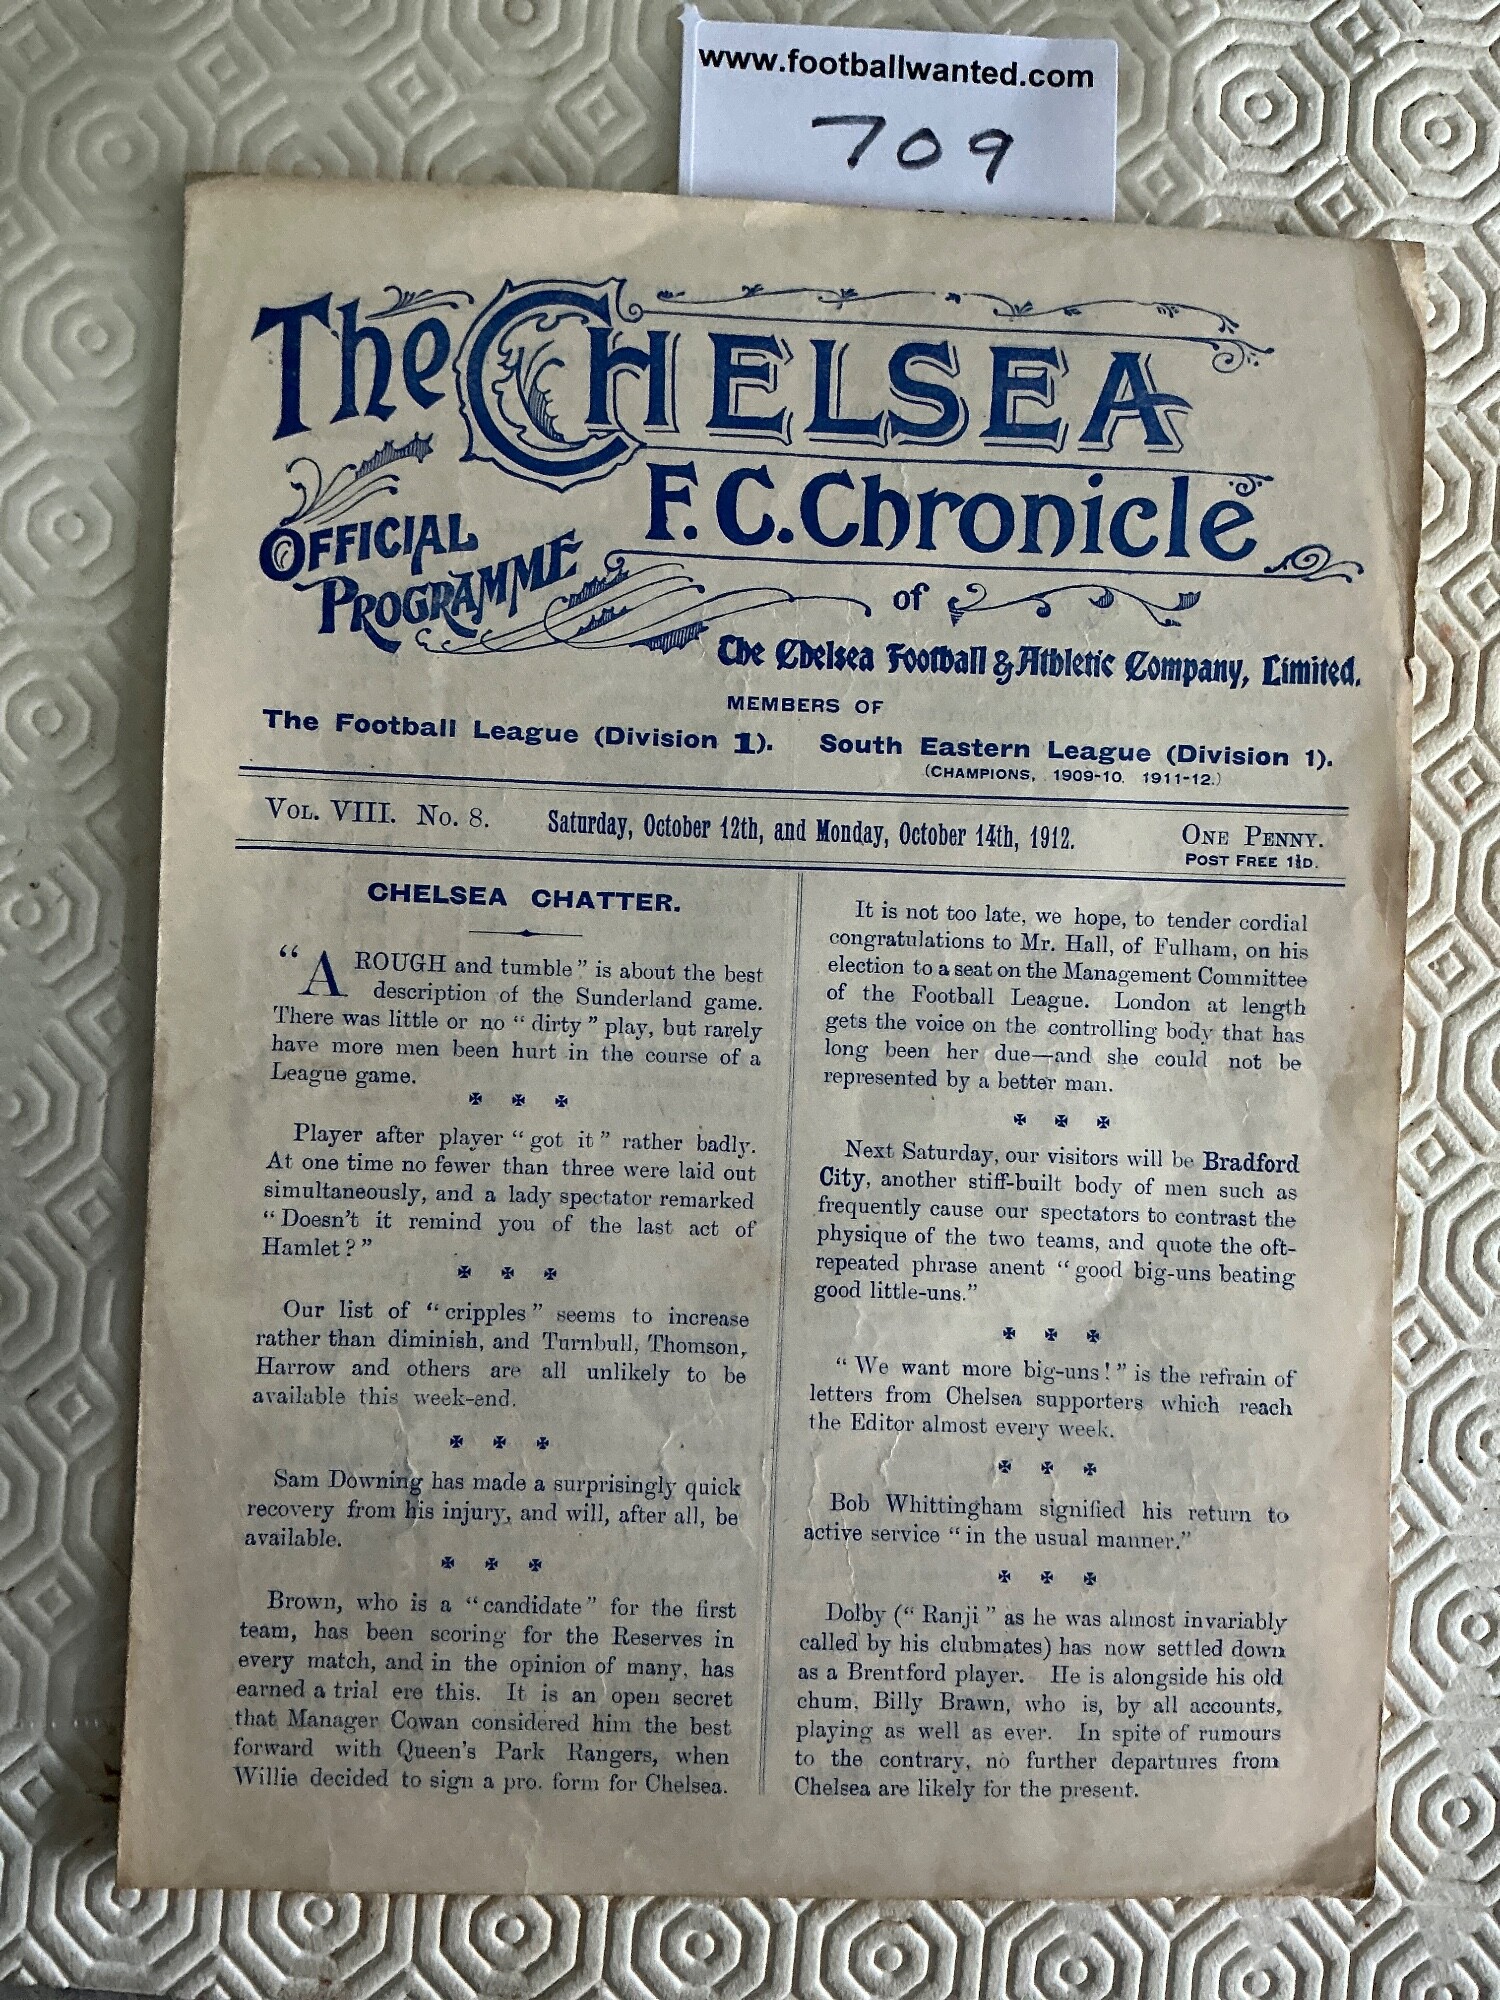 www.footballwanted.com
709
The CHELSEA
F.C. Chronicle
OFFICIAL
PROGRAMME
of
The Chelsea Football & Athletic Company, Limited.
MEMBERS OF
The Football League (Division 1). South Eastern League (Division 1).
(CHAMPIONS, 1909-10. 1911-12.)
VOL. VIII. No. 8. Saturday, October 12th, and Monday, October 14th, 1912. ONE PENNY.
POST FREE 1½D.
CHELSEA CHATTER.
"A ROUGH and tumble" is about the best
description of the Sunderland game.
There was little or no "dirty" play, but rarely
have more men been hurt in the course of a
League game.
Player after player "got it" rather badly.
At one time no fewer than three were laid out
simultaneously, and a lady spectator remarked
"Doesn't it remind you of the last act of
Hamlet?"
Our list of "cripples" seems to increase
rather than diminish, and Turnbull, Thomson,
Harrow and others are all unlikely to be
available this week-end.
Sam Downing has made a surprisingly quick
recovery from his injury, and will, after all, be
available.
Brown, who is a "candidate" for the first
team, has been scoring for the Reserves in
every match, and in the opinion of many, has
earned a trial ere this. It is an open secret
that Manager Cowan considered him the best
forward with Queen's Park Rangers, when
Willie decided to sign a pro. form for Chelsea.
It is not too late, we hope, to tender cordial
congratulations to Mr. Hall, of Fulham, on his
election to a seat on the Management Committee
of the Football League. London at length
gets the voice on the controlling body that has
long been her due—and she could not be
represented by a better man.
Next Saturday, our visitors will be Bradford
City, another stiff-built body of men such as
frequently cause our spectators to contrast the
physique of the two teams, and quote the oft-
repeated phrase anent "good big-uns beating
good little-uns."
"We want more big-uns!" is the refrain of
letters from Chelsea supporters which reach
the Editor almost every week.
Bob Whittingham signified his return to
active service "in the usual manner."
Dolby ("Ranji" as he was almost invariably
called by his clubmates) has now settled down
as a Brentford player. He is alongside his old
chum, Billy Brawn, who is, by all accounts,
playing as well as ever. In spite of rumours
to the contrary, no further departures from
Chelsea are likely for the present.